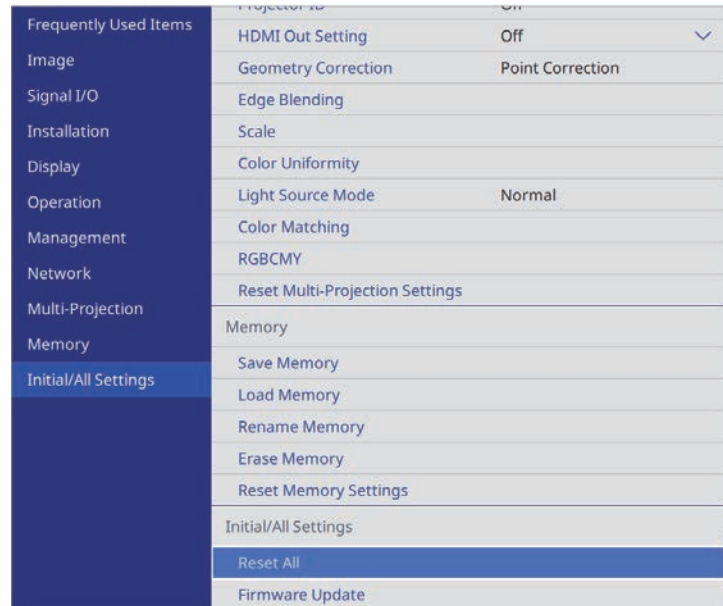 Frequently Used Items
Image
Signal I/O
Installation
Display
Operation
Management
Network
Multi-Projection
Memory
Initial/All Settings
Projector ID Off
HDMI Out Setting Off
Geometry Correction Point Correction
Edge Blending
Scale
Color Uniformity
Light Source Mode Normal
Color Matching
RGBCMY
Reset Multi-Projection Settings
Memory
Save Memory
Load Memory
Rename Memory
Erase Memory
Reset Memory Settings
Initial/All Settings
Reset All
Firmware Update